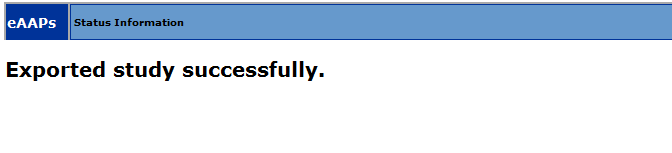 eAAPs Status Information
Exported study successfully.